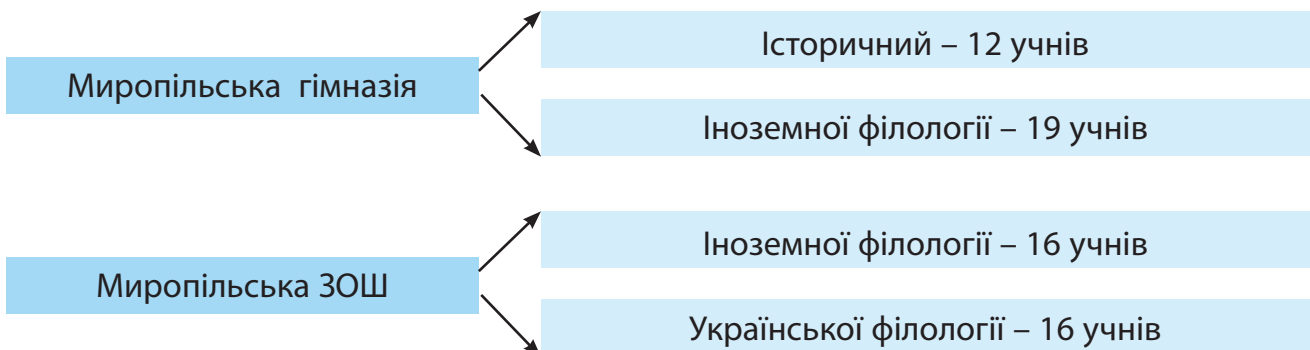 Миропільська гімназія
Історичний – 12 учнів
Іноземної філології – 19 учнів
Миропільська ЗОШ
Іноземної філології – 16 учнів
Української філології – 16 учнів